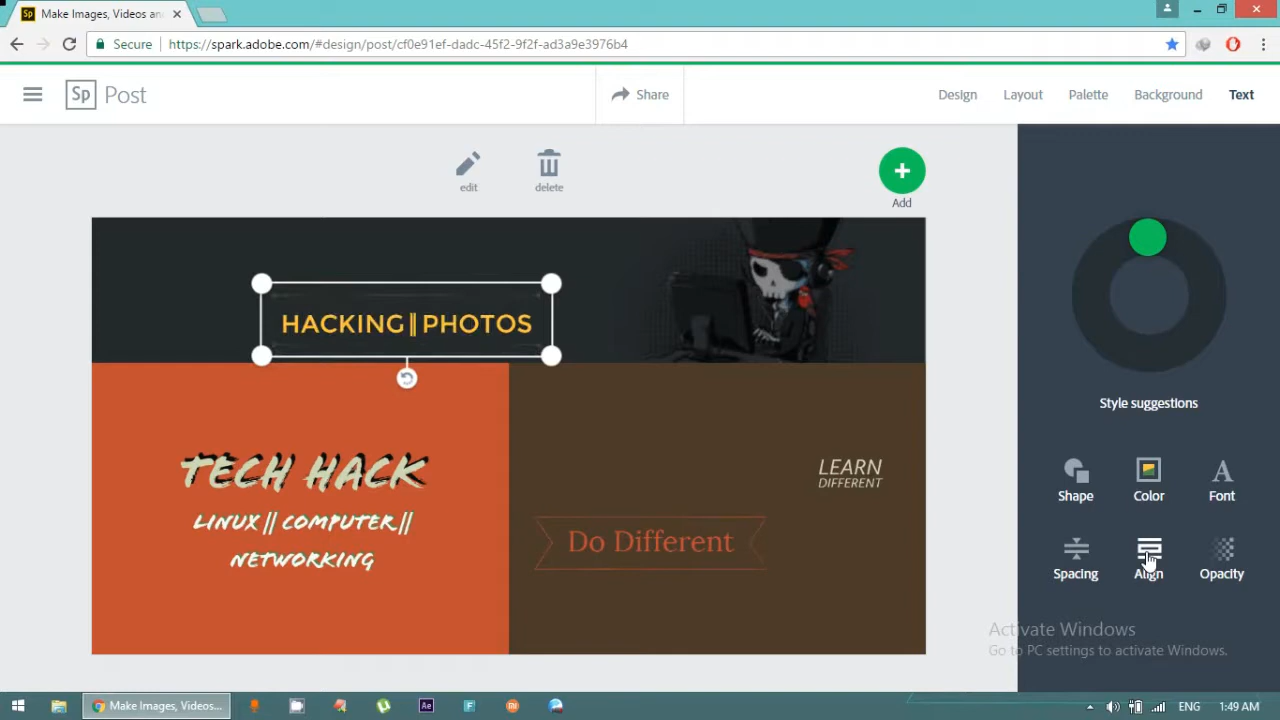 Sp Make Images, Videos an
Secure https://spark.adobe.com/#design/post/cf0e91ef-dadc-45f2-9f2f-ad3a9e3976b4
Sp Post
Share
Design Layout Palette Background Text
edit delete
Add
HACKING||PHOTOS
TECH HACK
LINUX || COMPUTER ||
NETWORKING
LEARN
DIFFERENT
Do Different
Style suggestions
Shape Color Font
Spacing Align Opacity
Activate Windows
Go to PC settings to activate Windows.
Make Images, Videos... Ae F ENG 1:49 AM